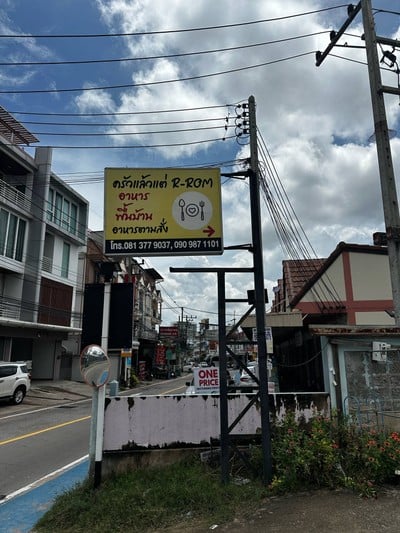 ครัวแล้วแต่ R-ROM
อาหาร
พื้นบ้าน
อาหารตามสั่ง
โทร.081 377 9037, 090 987 1101
ONE
PRICE